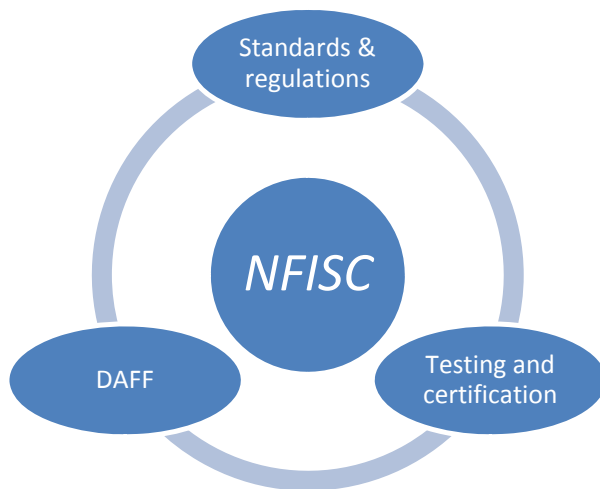 Standards &
regulations
NFISC
DAFF
Testing and
certification